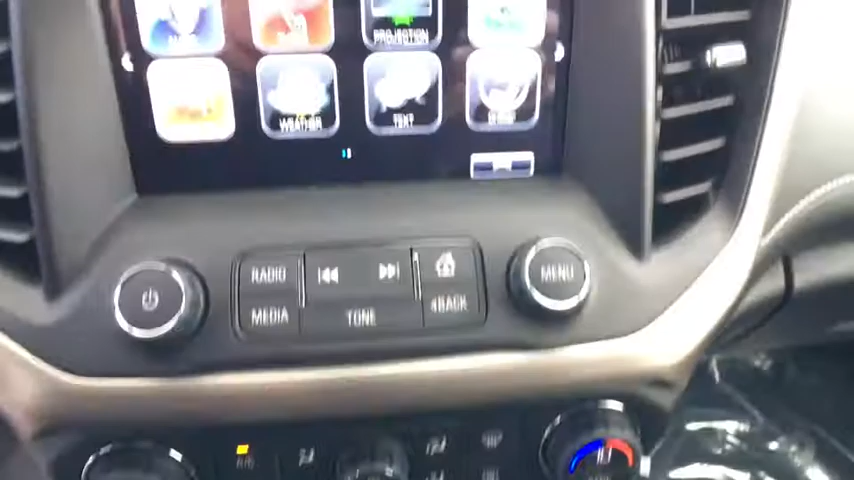 PROJECTION
WEATHER
TEXT
RADIO
MEDIA
TONE
BACK
MENU